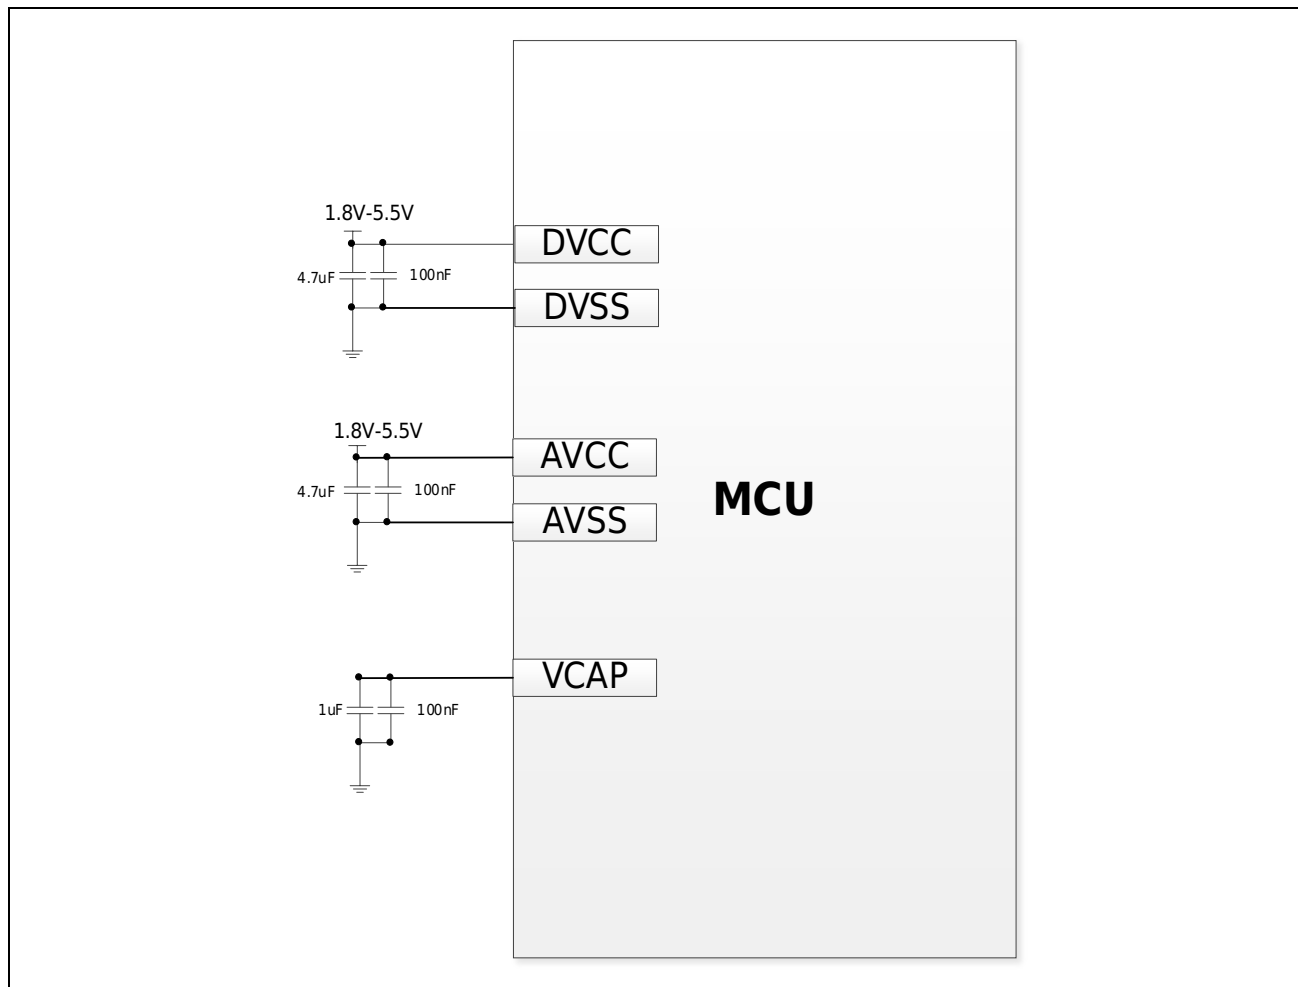 1.8V-5.5V
DVCC
4.7uF
100nF
DVSS
1.8V-5.5V
AVCC
4.7uF
100nF
MCU
AVSS
VCAP
1uF
100nF